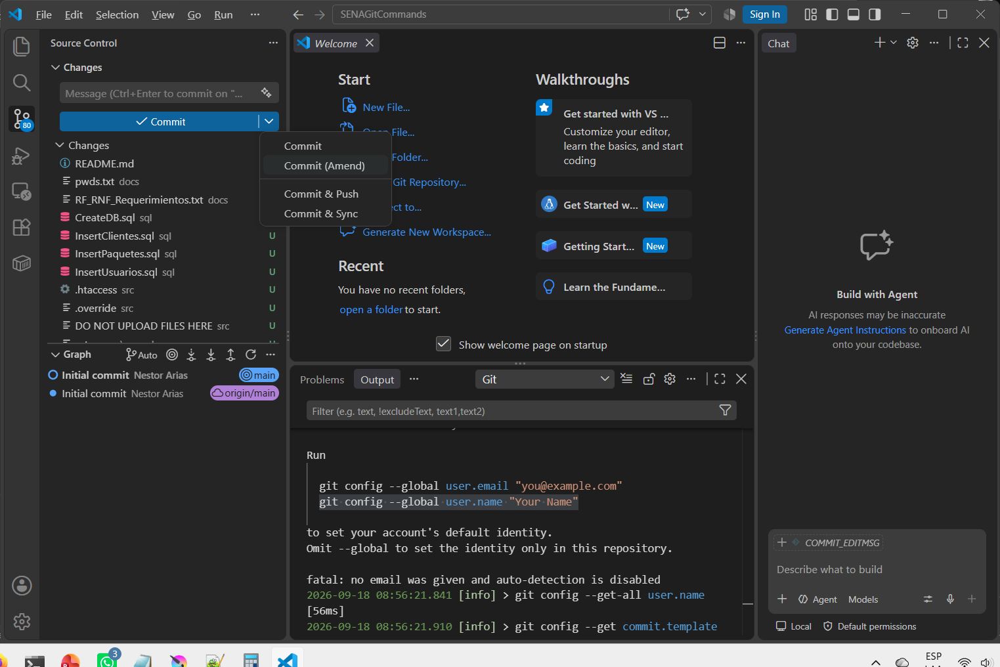 File Edit Selection View Go Run ··· SENAGitCommands Sign In
Source Control
Changes
Message (Ctrl+Enter to commit on "...
Commit
80
Changes
README.md
pwds.txt docs
RF_RNF_Requerimientos.txt docs
CreateDB.sql sql
InsertClientes.sql sql U
InsertPaquetes.sql sql U
InsertUsuarios.sql sql U
.htaccess src U
.override src U
DO NOT UPLOAD FILES HERE src U
Commit
Commit (Amend)
Commit & Push
Commit & Sync
Graph Auto
Initial commit Nestor Arias main
Initial commit Nestor Arias origin/main
Welcome
Start
New File...
File...
Folder...
Git Repository...
to...
Generate New Workspace...
Recent
You have no recent folders,
open a folder to start.
Walkthroughs
Get started with VS ...
Customize your editor,
learn the basics, and start
coding
Get Started w... New
Getting Start... New
Learn the Fundame...
Show welcome page on startup
Problems Output ··· Git
Filter (e.g. text, !excludeText, text1,text2)
Run
git config --global user.email "you@example.com"
git config --global user.name "Your Name"
to set your account's default identity.
Omit --global to set the identity only in this repository.
fatal: no email was given and auto-detection is disabled
2026-09-18 08:56:21.841 [info] > git config --get-all user.name
[56ms]
2026-09-18 08:56:21.910 [info] > git config --get commit.template
Chat
Build with Agent
AI responses may be inaccurate
Generate Agent Instructions to onboard AI
onto your codebase.
COMMIT_EDITMSG
Describe what to build
Agent Models
Local Default permissions
3
ESP